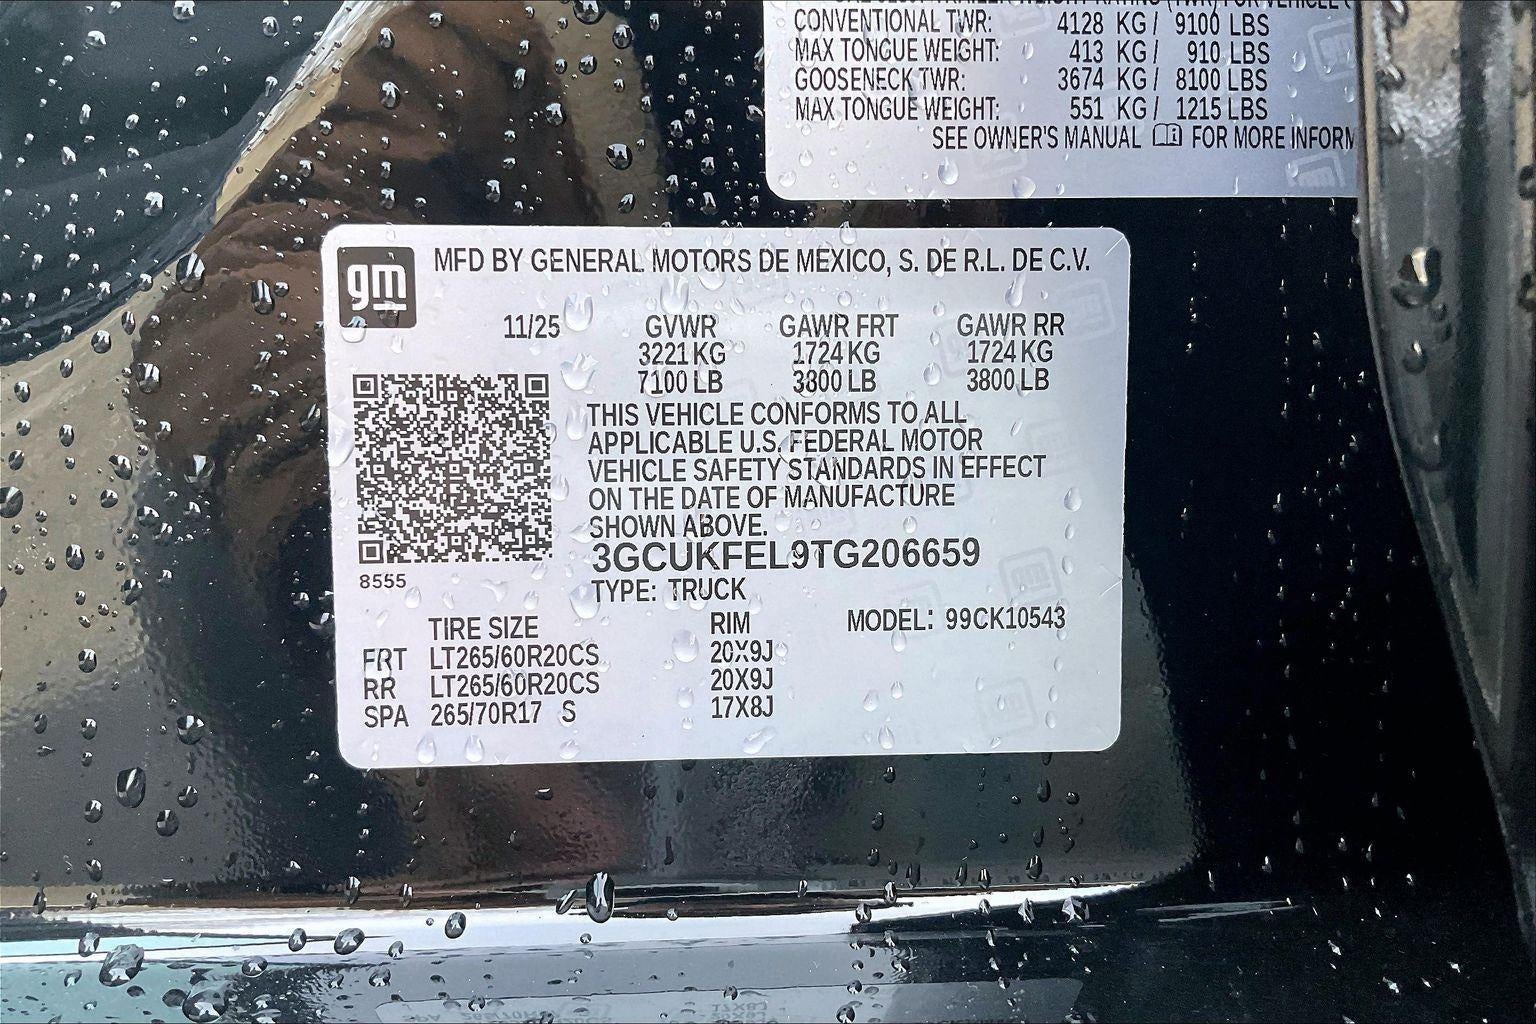 CONVENTIONAL TWR: 4128 KG / 9100 LBS
MAX TONGUE WEIGHT: 413 KG / 910 LBS
GOOSENECK TWR: 3674 KG / 8100 LBS
MAX TONGUE WEIGHT: 551 KG / 1215 LBS
SEE OWNER'S MANUAL FOR MORE INFORM
gm
MFD BY GENERAL MOTORS DE MEXICO, S. DE R.L. DE C.V.
11/25 GVWR GAWR FRT GAWR RR
3221 KG 1724 KG 1724 KG
7100 LB 3800 LB 3800 LB
THIS VEHICLE CONFORMS TO ALL
APPLICABLE U.S. FEDERAL MOTOR
VEHICLE SAFETY STANDARDS IN EFFECT
ON THE DATE OF MANUFACTURE
SHOWN ABOVE.
3GCUKFEL9TG206659
8555
TYPE: TRUCK
TIRE SIZE RIM MODEL: 99CK10543
FRT LT265/60R20CS 20X9J
RR LT265/60R20CS 20X9J
SPA 265/70R17 S 17X8J